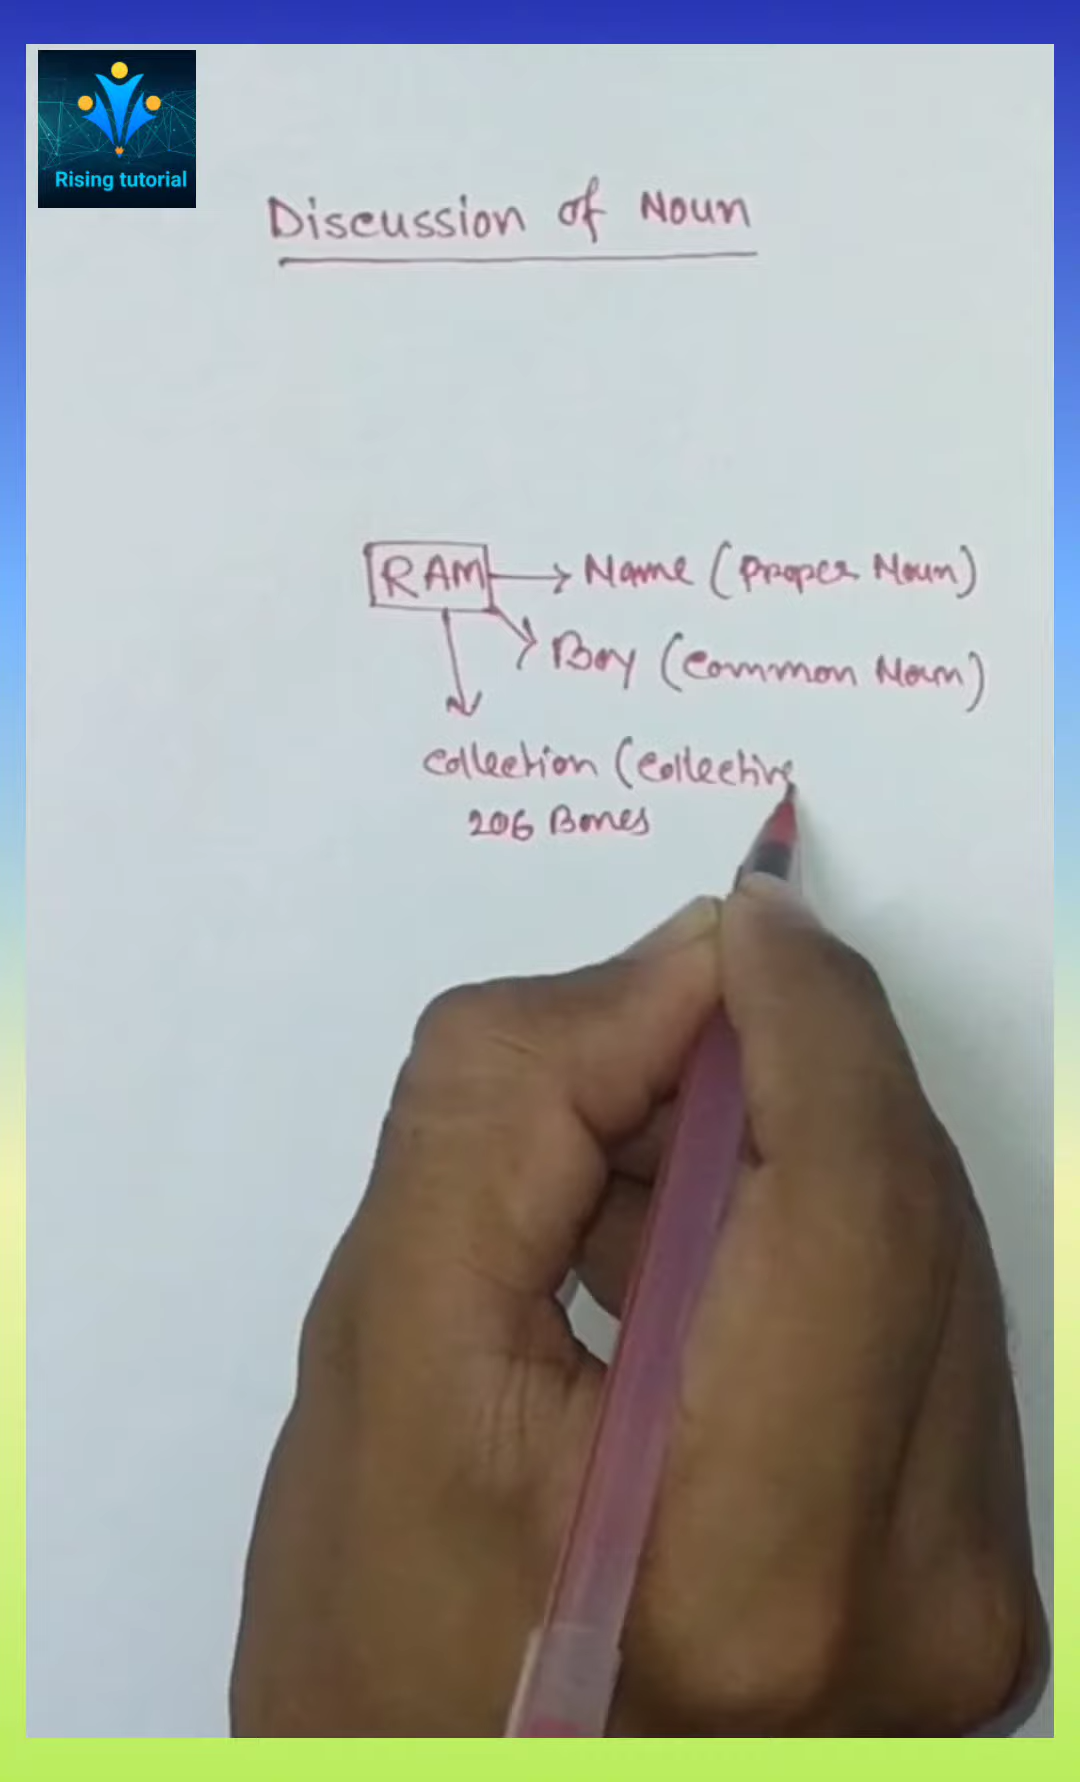 Rising tutorial
Discussion of Noun
RAM → Name (Proper Noun)
Boy (Common Noun)
Collection (Collective
206 Bones